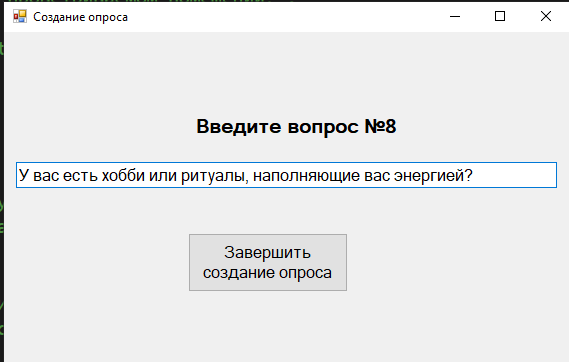 Создание опроса
Введите вопрос №8
У вас есть хобби или ритуалы, наполняющие вас энергией?
Завершить
создание опроса